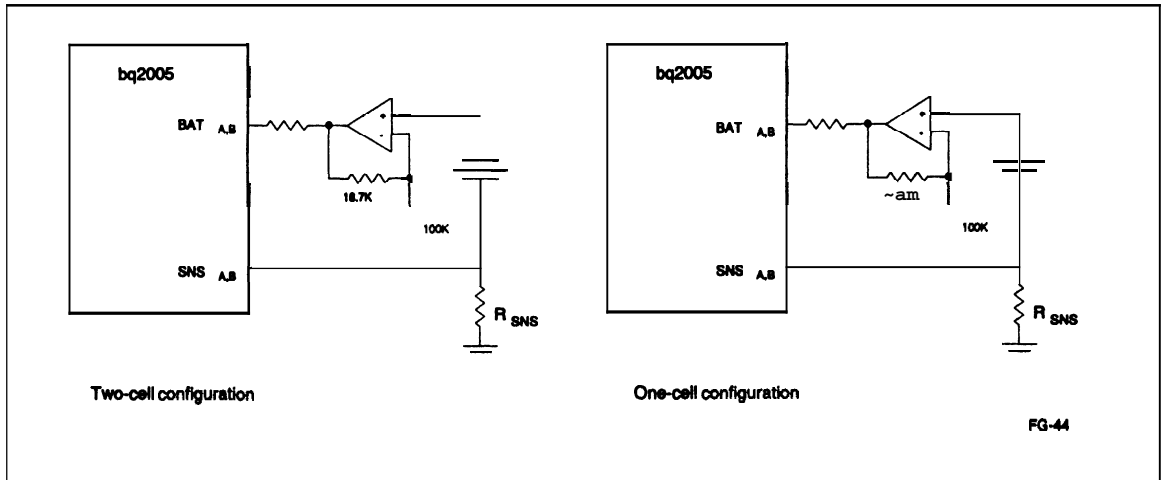 bq2005
BAT A,B
+
-
18.7K
100K
SNS A,B
R SNS
Two-cell configuration
bq2005
BAT A,B
+
-
~am
100K
SNS A,B
R SNS
One-cell configuration
FG-44